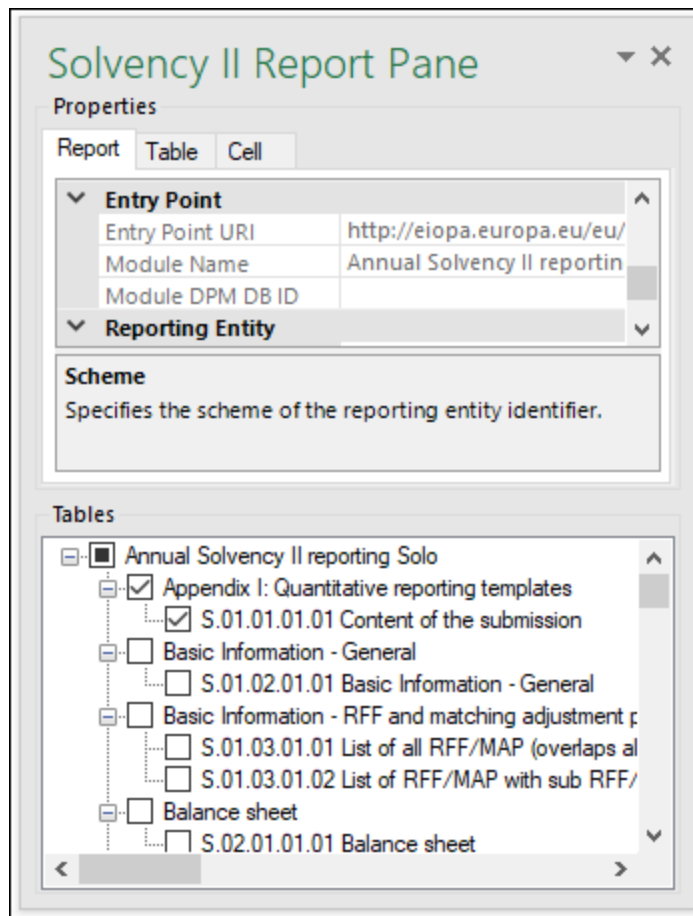 Solvency II Report Pane
Properties
Report Table Cell
Entry Point
Entry Point URI http://eiopa.europa.eu/eu/
Module Name Annual Solvency II reportin
Module DPM DB ID
Reporting Entity
Scheme
Specifies the scheme of the reporting entity identifier.
Tables
Annual Solvency II reporting Solo
Appendix I: Quantitative reporting templates
S.01.01.01.01 Content of the submission
Basic Information - General
S.01.02.01.01 Basic Information - General
Basic Information - RFF and matching adjustment p
S.01.03.01.01 List of all RFF/MAP (overlaps al
S.01.03.01.02 List of RFF/MAP with sub RFF/
Balance sheet
S.02.01.01.01 Balance sheet